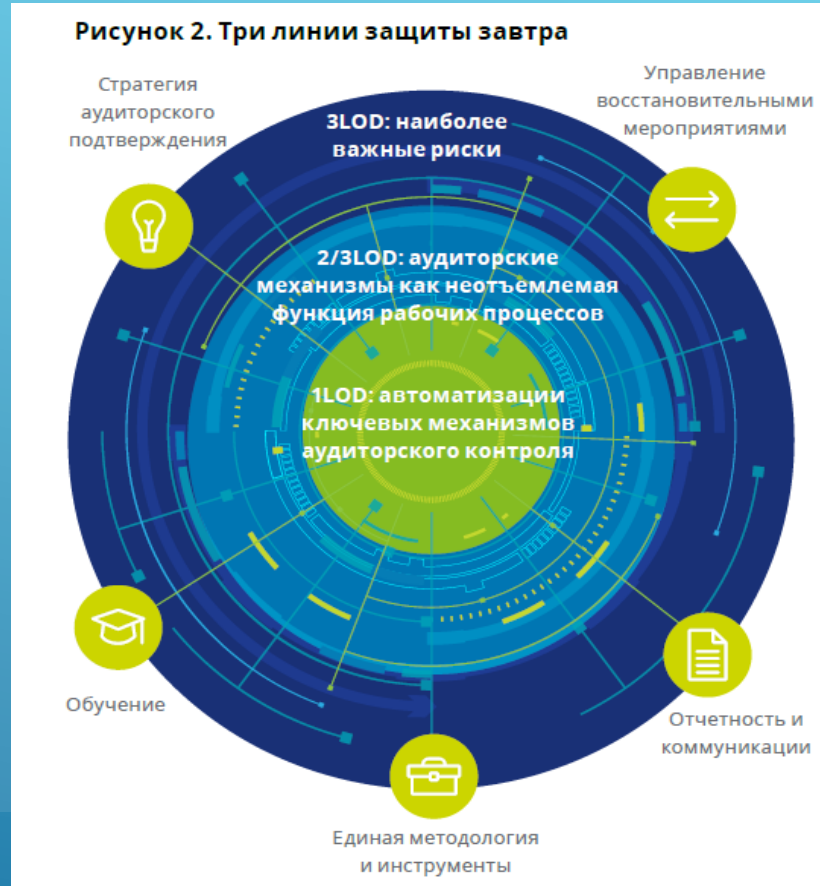 Рисунок 2. Три линии защиты завтра
Стратегия
аудиторского
подтверждения
Управление
восстановительными
мероприятиями
3LOD: наиболее
важные риски
2/3LOD: аудиторские
механизмы как неотъемлемая
функция рабочих процессов
1LOD: автоматизации
ключевых механизмов
аудиторского контроля
Обучение
Отчетность и
коммуникации
Единая методология
и инструменты